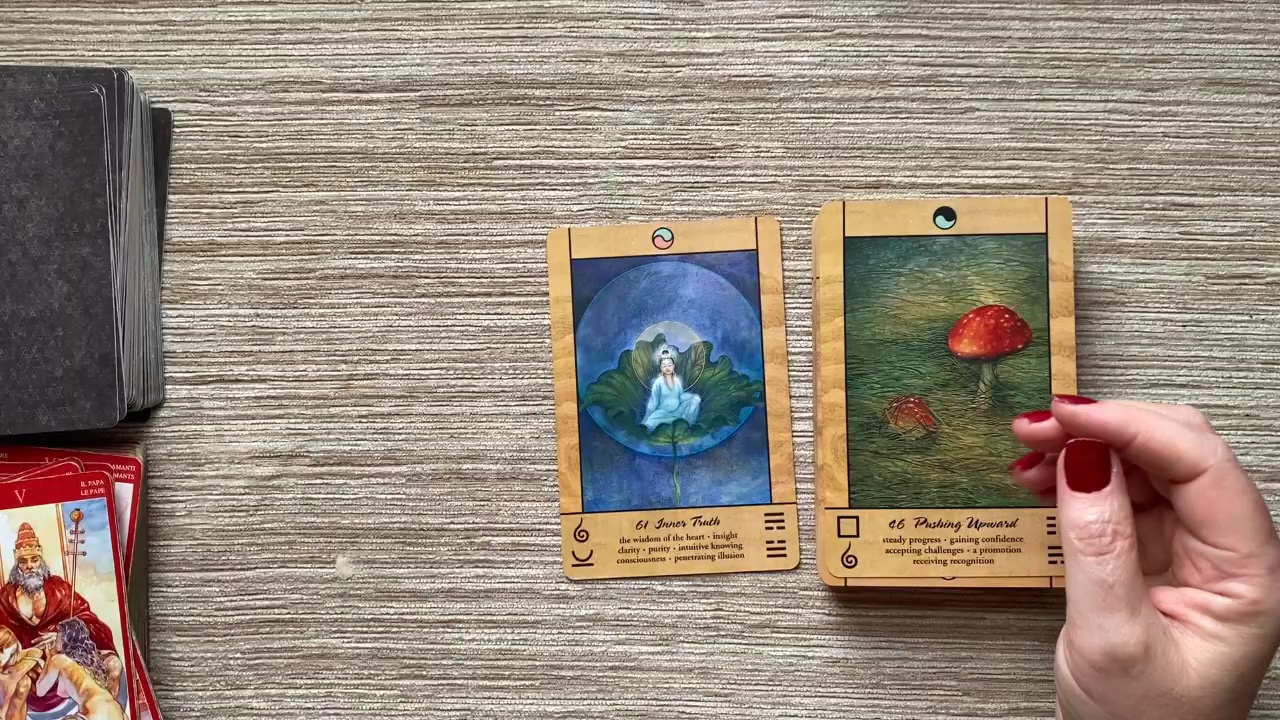 61 Inner Truth
the wisdom of the heart • insight
clarity • purity • intuitive knowing
consciousness • penetrating illusion
46 Pushing Upward
steady progress • gaining confidence
accepting challenges • a promotion
receiving recognition
V
IL PAPA
LE PAPE